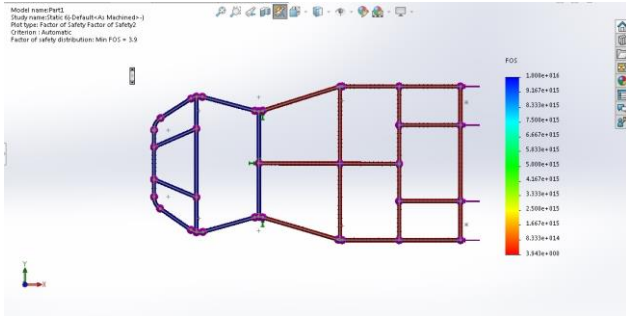 Model name:Part1
Study name:Static 6(-Default<As Machined>-)
Plot type: Factor of Safety Factor of Safety2
Criterion : Automatic
Factor of safety distribution: Min FOS = 3.9
FOS
1.000e+016
9.167e+015
8.333e+015
7.500e+015
6.667e+015
5.833e+015
5.000e+015
4.167e+015
3.333e+015
2.500e+015
1.667e+015
8.333e+014
3.943e+000
Y
X